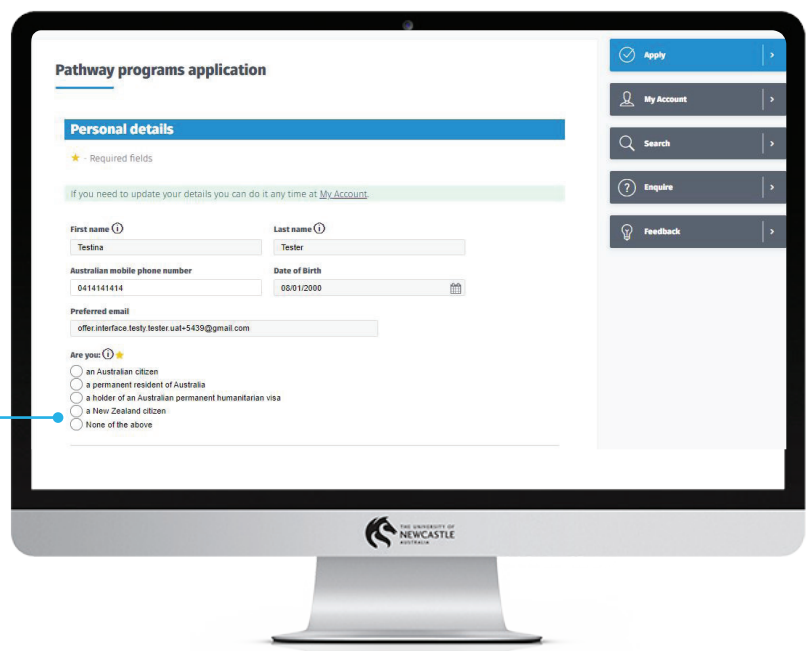 Pathway programs application
Personal details
★ - Required fields
If you need to update your details you can do it any time at My Account.
First name
Last name
Testina
Tester
Australian mobile phone number
Date of Birth
0414141414
08/01/2000
Preferred email
offer.interface.testy.tester.uat+5439@gmail.com
Are you:
an Australian citizen
a permanent resident of Australia
a holder of an Australian permanent humanitarian visa
a New Zealand citizen
None of the above
Apply
My Account
Search
Enquire
Feedback
THE UNIVERSITY OF
NEWCASTLE
AUSTRALIA